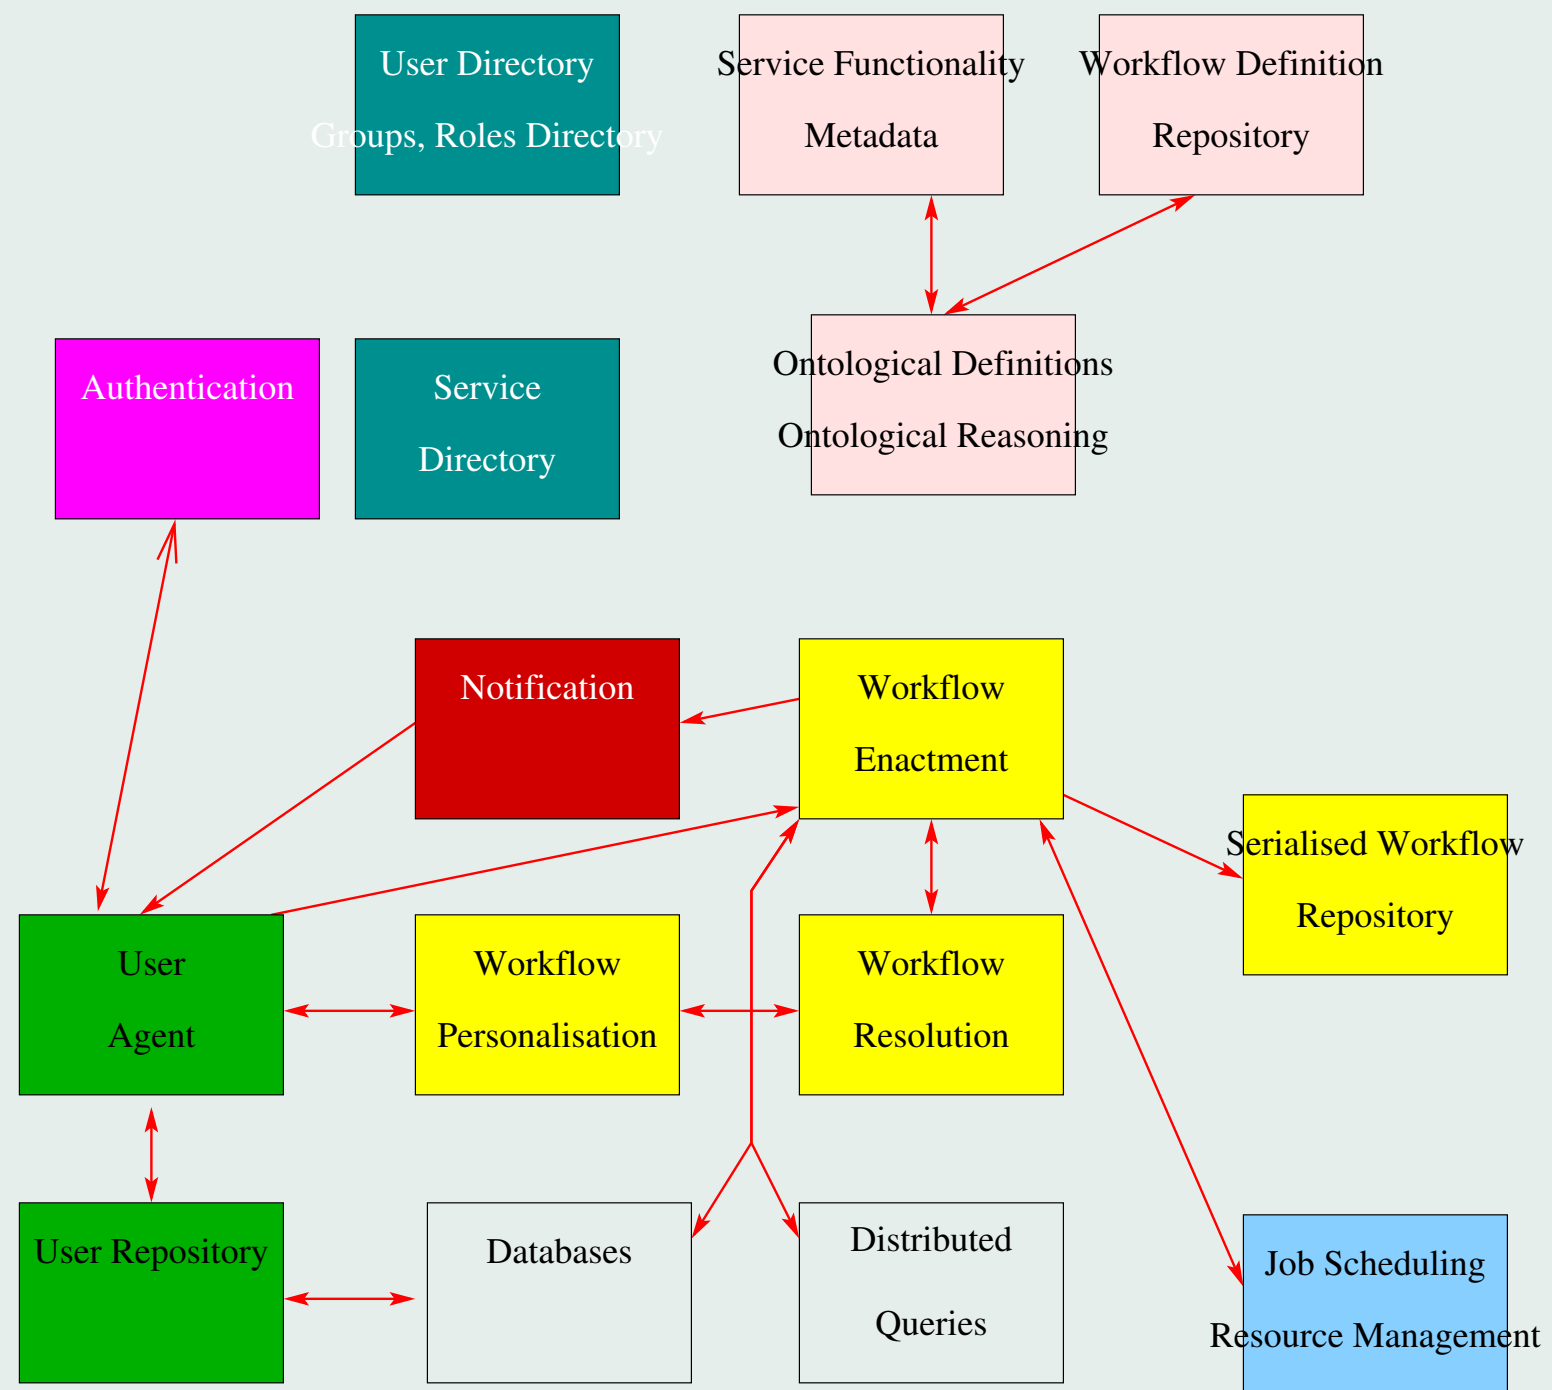 User Directory
Groups, Roles Directory
Service Functionality
Metadata
Workflow Definition
Repository
Ontological Definitions
Ontological Reasoning
Authentication
Service
Directory
Notification
Workflow
Enactment
Serialised Workflow
Repository
User
Agent
Workflow
Personalisation
Workflow
Resolution
User Repository
Databases
Distributed
Queries
Job Scheduling
Resource Management